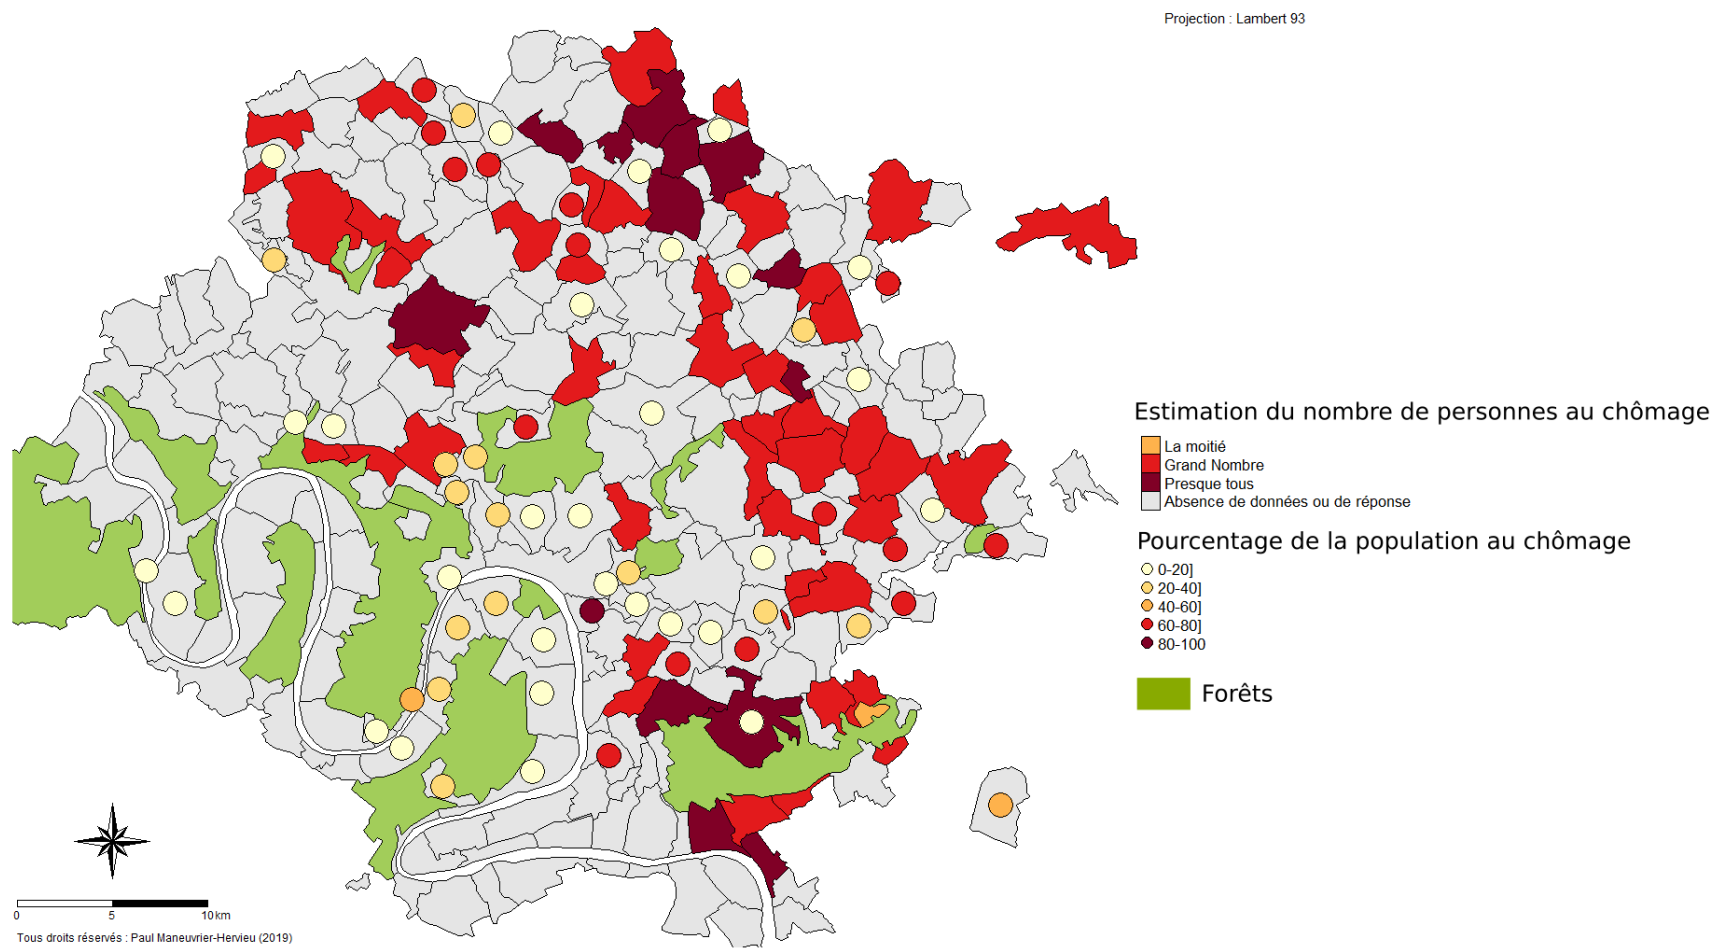 Projection : Lambert 93
Estimation du nombre de personnes au chômage
La moitié
Grand Nombre
Presque tous
Absence de données ou de réponse
Pourcentage de la population au chômage
0-20]
20-40]
40-60]
60-80]
80-100
Forêts
0 5 10km
Tous droits réservés : Paul Maneuvrier-Hervieu (2019)